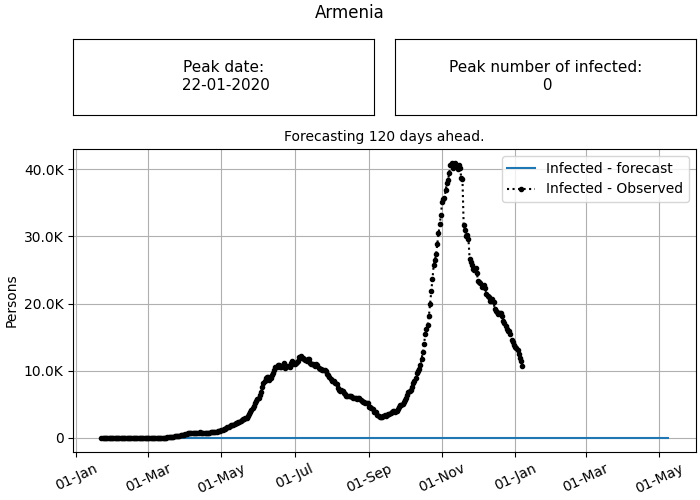 Armenia
Peak date:
22-01-2020
Peak number of infected:
0
Forecasting 120 days ahead.
Infected - forecast
Infected - Observed
Persons
40.0K
30.0K
20.0K
10.0K
0
01-Jan
01-Mar
01-May
01-Jul
01-Sep
01-Nov
01-Jan
01-Mar
01-May